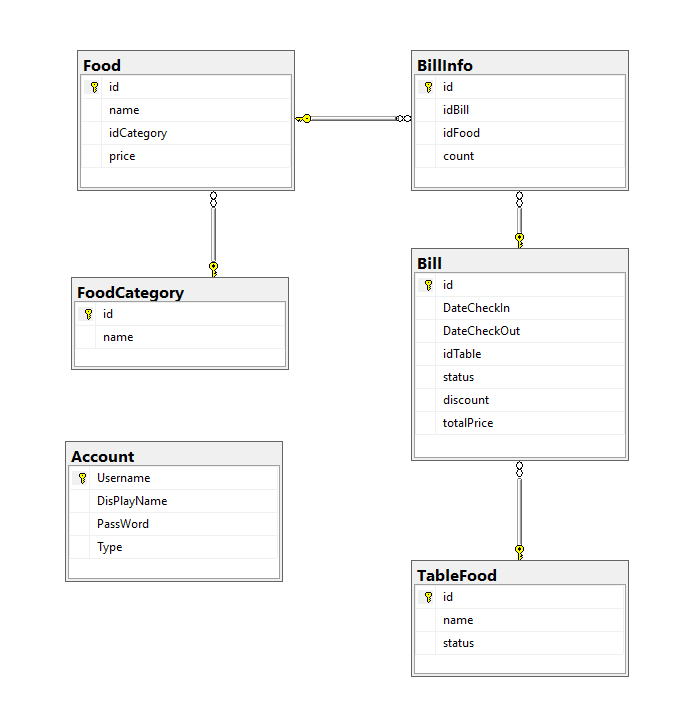 Food
id
name
idCategory
price
BillInfo
id
idBill
idFood
count
FoodCategory
id
name
Bill
id
DateCheckIn
DateCheckOut
idTable
status
discount
totalPrice
Account
Username
DisPlayName
PassWord
Type
TableFood
id
name
status